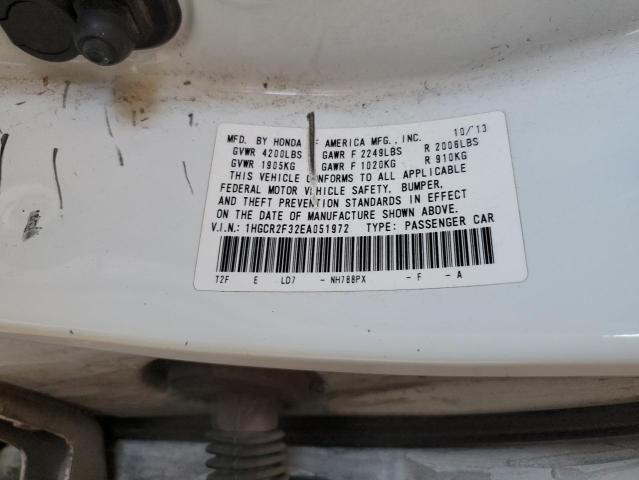 MFD. BY HONDA OF AMERICA MFG., INC. 10/'13
GVWR 4200LBS GAWR F 2249LBS R 2006LBS
GVWR 1905KG GAWR F 1020KG R 910KG
THIS VEHICLE CONFORMS TO ALL APPLICABLE
FEDERAL MOTOR VEHICLE SAFETY, BUMPER,
AND THEFT PREVENTION STANDARDS IN EFFECT
ON THE DATE OF MANUFACTURE SHOWN ABOVE.
V.I.N.: 1HGCR2F32EA051972 TYPE: PASSENGER CAR
T2F E LD7 - NH788PX - F - A